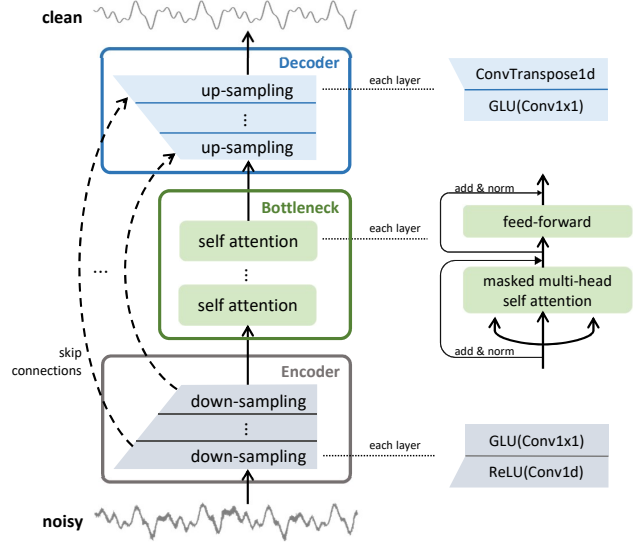 clean
Decoder
up-sampling
⋮
up-sampling
each layer
ConvTranspose1d
GLU(Conv1x1)
Bottleneck
self attention
⋮
self attention
each layer
add & norm
feed-forward
masked multi-head
self attention
add & norm
...
skip
connections
Encoder
down-sampling
⋮
down-sampling
each layer
GLU(Conv1x1)
ReLU(Conv1d)
noisy